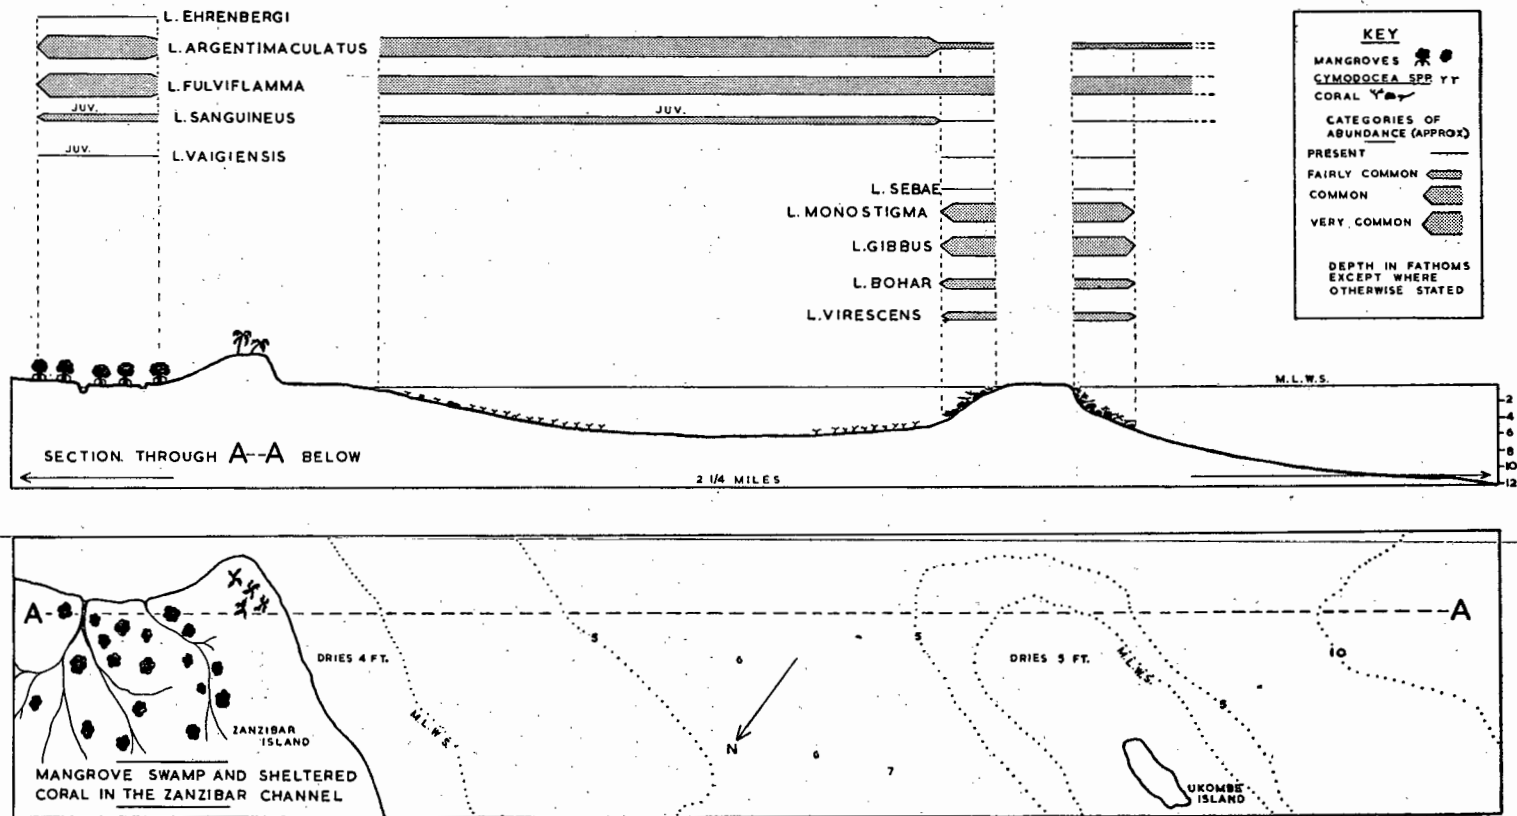 L. EHRENBERGI
L. ARGENTIMACULATUS
L. FULVIFLAMMA
JUV.
L. SANGUINEUS
JUV.
JUV.
L. VAIGIENSIS
L. SEBAE
L. MONOSTIGMA
L. GIBBUS
L. BOHAR
L. VIRESCENS
KEY
MANGROVES
CYMODOCEA SPP.
CORAL
CATEGORIES OF
ABUNDANCE (APPROX)
PRESENT
FAIRLY COMMON
COMMON
VERY COMMON
DEPTH IN FATHOMS
EXCEPT WHERE
OTHERWISE STATED
M.L.W.S.
2
4
6
8
10
12
SECTION THROUGH A--A BELOW
2 1/4 MILES
A
A
5
5
DRIES 4 FT.
6
DRIES 5 FT.
M.L.W.S.
10
5
M.L.W.S.
ZANZIBAR
ISLAND
N
6
7
MANGROVE SWAMP AND SHELTERED
CORAL IN THE ZANZIBAR CHANNEL
UKOMBE
ISLAND